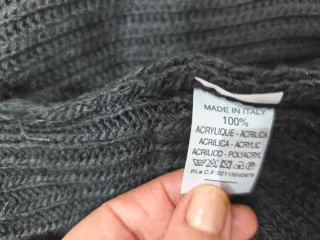 MADE IN ITALY
100%
ACRYLIQUE - ACRILICA
ACRILICA - ACRYLIC
ACRILICO - POLYACRYL